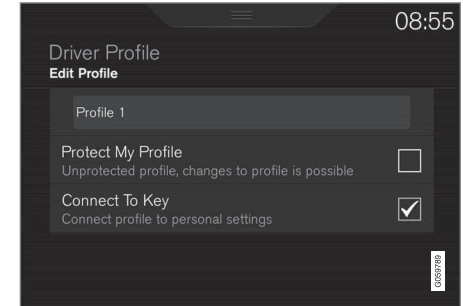 08:55
Driver Profile
Edit Profile
Profile 1
Protect My Profile
Unprotected profile, changes to profile is possible
Connect To Key
Connect profile to personal settings
G059789